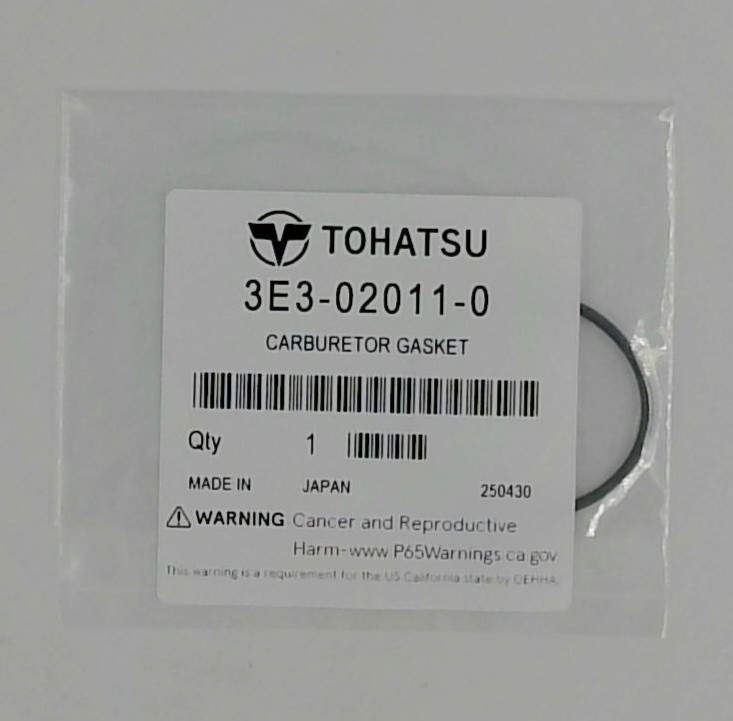 TOHATSU
3E3-02011-0
CARBURETOR GASKET
Qty 1
MADE IN JAPAN 250430
WARNING Cancer and Reproductive
Harm-www.P65Warnings.ca.gov
This warning is a requirement for the US California state by OEHHA.